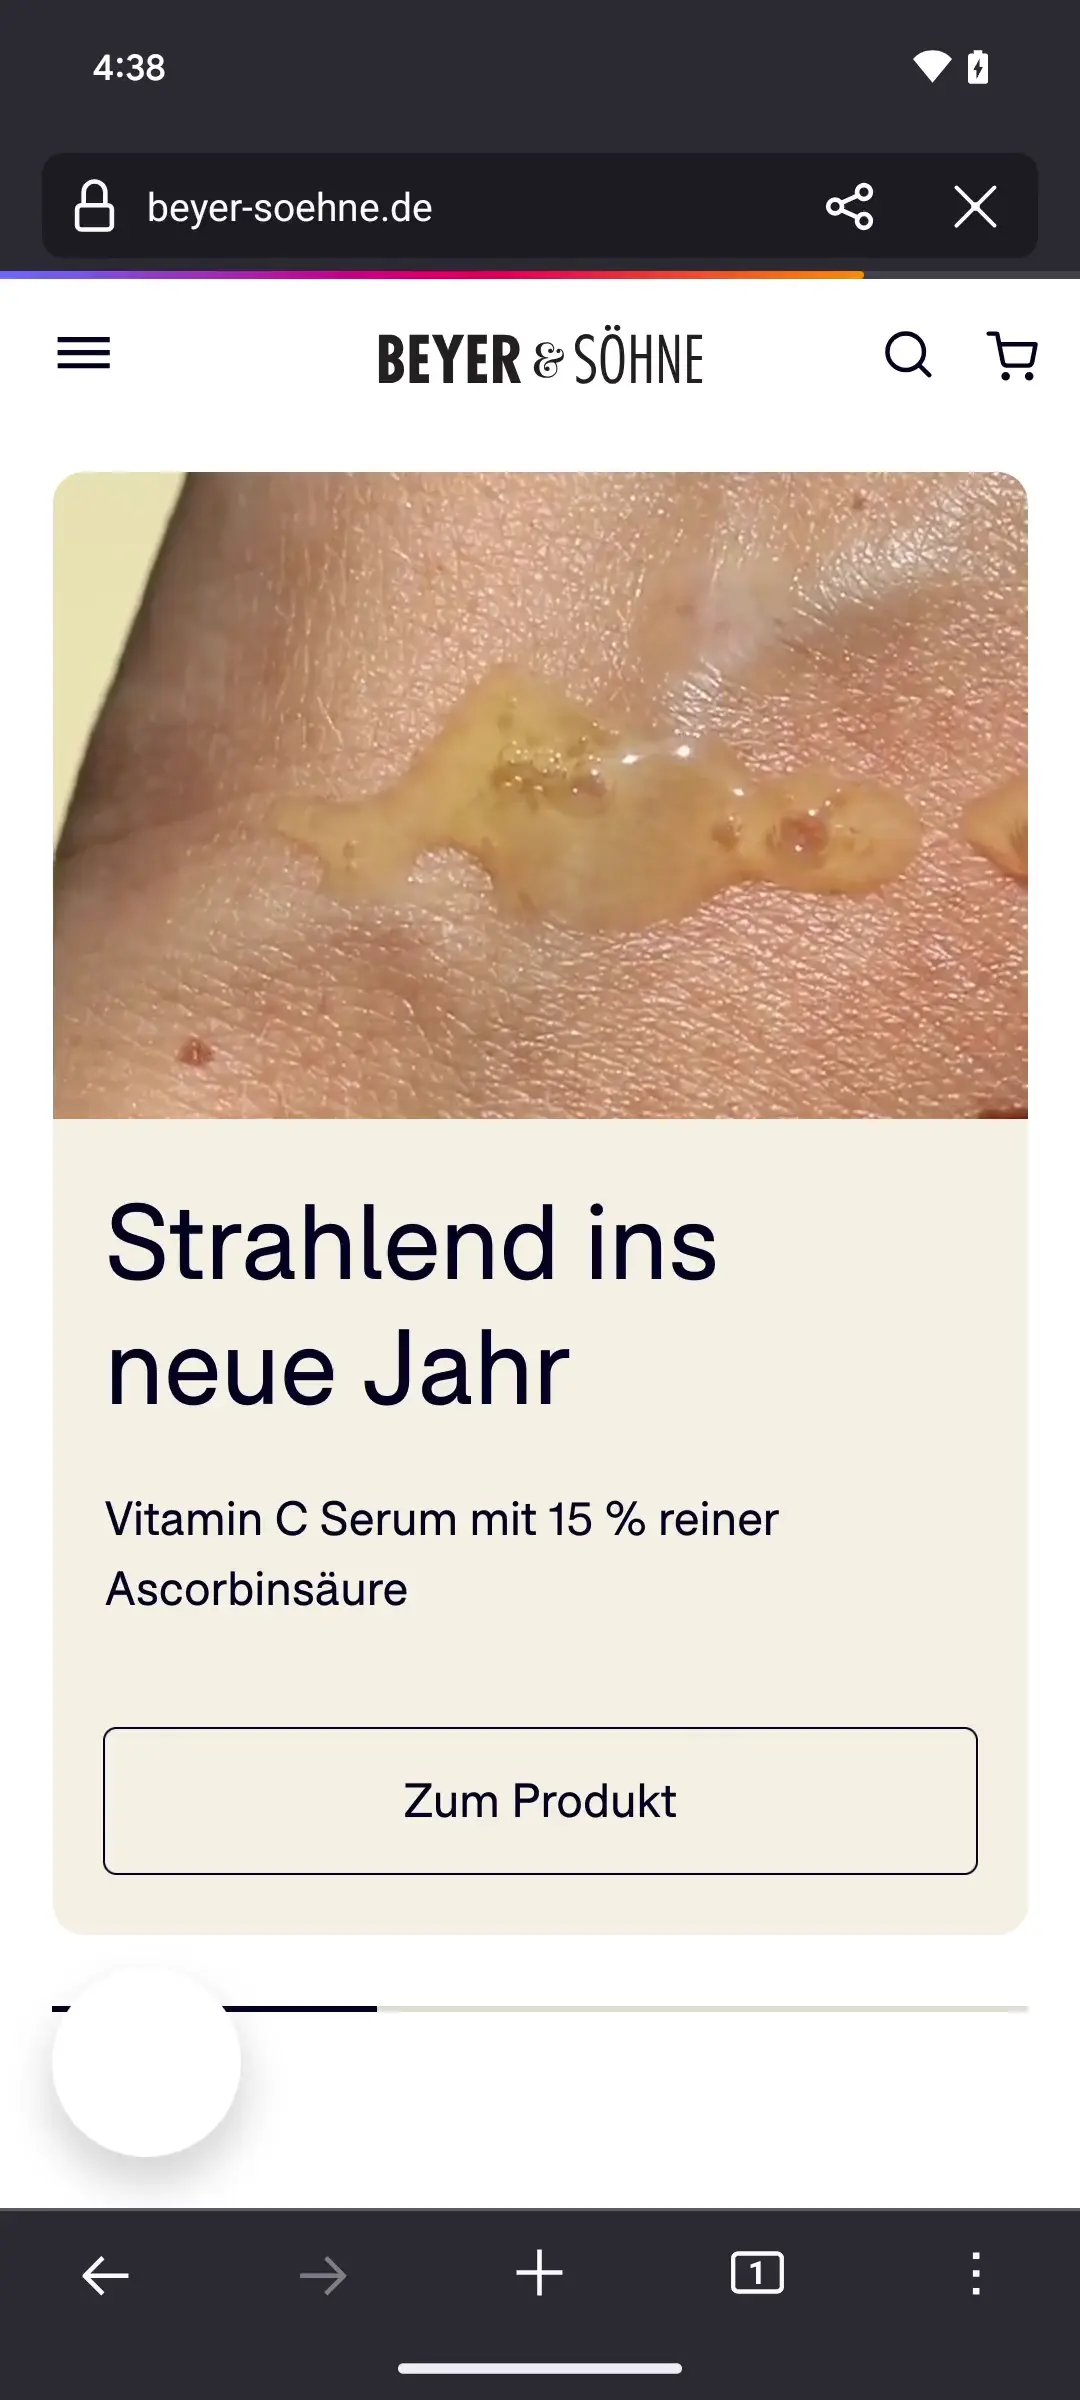 4:38
beyer-soehne.de
BEYER & SÖHNE
Strahlend ins
neue Jahr
Vitamin C Serum mit 15 % reiner
Ascorbinsäure
Zum Produkt
1